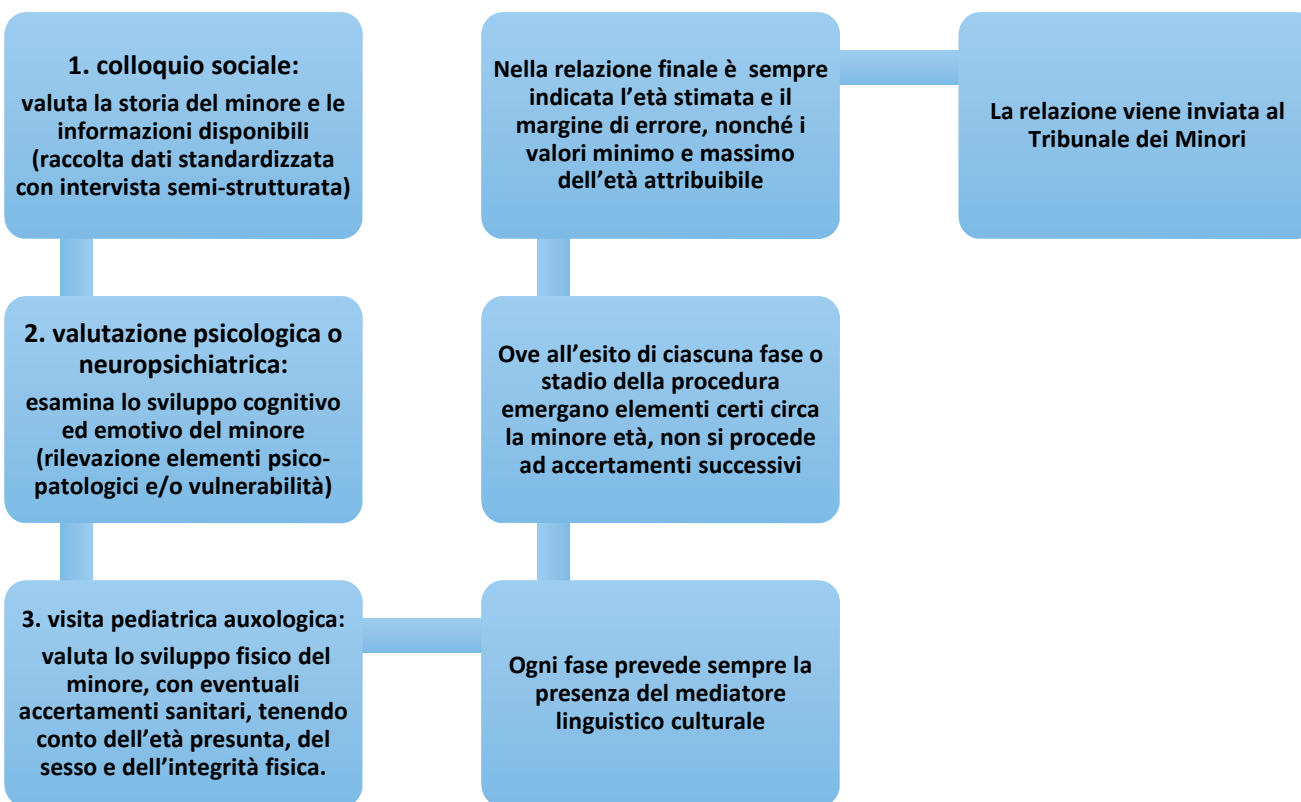 1. colloquio sociale:
valuta la storia del minore e le
informazioni disponibili
(raccolta dati standardizzata
con intervista semi-strutturata)
2. valutazione psicologica o
neuropsichiatrica:
esamina lo sviluppo cognitivo
ed emotivo del minore
(rilevazione elementi psico-
patologici e/o vulnerabilità)
3. visita pediatrica auxologica:
valuta lo sviluppo fisico del
minore, con eventuali
accertamenti sanitari, tenendo
conto dell'età presunta, del
sesso e dell'integrità fisica.
Ogni fase prevede sempre la
presenza del mediatore
linguistico culturale
Ove all'esito di ciascuna fase o
stadio della procedura
emergano elementi certi circa
la minore età, non si procede
ad accertamenti successivi
Nella relazione finale è sempre
indicata l'età stimata e il
margine di errore, nonché i
valori minimo e massimo
dell'età attribuibile
La relazione viene inviata al
Tribunale dei Minori